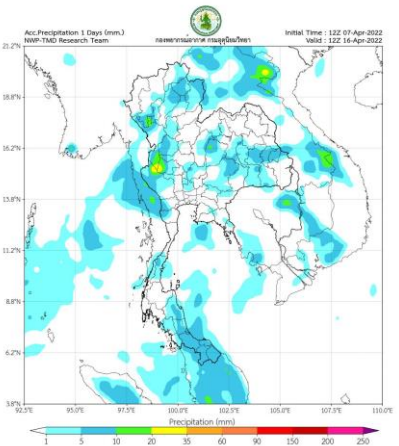 Acc.Precipitation 1 Days (mm.)
NWP-TMD Research Team
กองพยากรณ์อากาศ กรมอุตุนิยมวิทยา
Initial Time : 12Z 07-Apr-2022
Valid : 12Z 16-Apr-2022
21.2°N
18.8°N
16.2°N
13.8°N
11.2°N
8.8°N
6.2°N
3.8°N
92.5°E 95.0°E 97.5°E 100.0°E 102.5°E 105.0°E 107.5°E 110.0°E
Precipitation (mm)
1 5 10 20 35 60 90 150 200 250